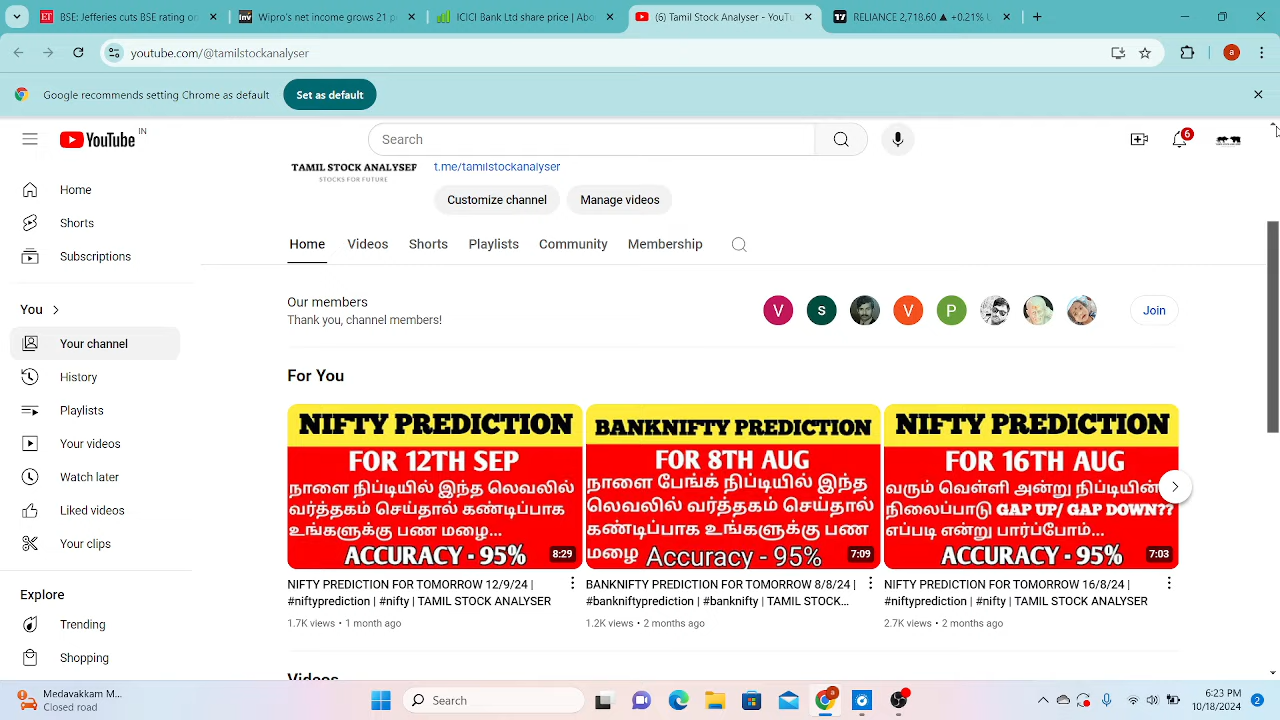 BSE: ESE rating on
Wipro's net income grows 21
ICICI Bank Ltd share price | Abo
(6) Tamil Stock Analyser - YouT
RELIANCE 2,718.60 ▲ +0.21% U
youtube.com/@tamilstockanalyser
a
Google recommends setting Chrome as default
Set as default
YouTube IN
Search
6
TAMIL STOCK ANALYSER
STOCKS FOR FUTURE
t.me/tamilstockanalyser
Customize channel
Manage videos
Home
Videos
Shorts
Playlists
Community
Membership
Home
Shorts
Subscriptions
You
Your channel
History
Playlists
Your videos
Watch later
Liked videos
Your clips
Explore
Trending
Shopping
Our members
Thank you, channel members!
V
s
V
P
Join
For You
NIFTY PREDICTION
FOR 12TH SEP
நாளை நிப்டியில் இந்த லெவலில்
வர்த்தகம் செய்தால் கண்டிப்பாக
உங்களுக்கு பண மழை...
ACCURACY - 95%
8:29
NIFTY PREDICTION FOR TOMORROW 12/9/24 |
#niftyprediction | #nifty | TAMIL STOCK ANALYSER
1.7K views • 1 month ago
BANKNIFTY PREDICTION
FOR 8TH AUG
நாளை பேங்க் நிப்டியில் இந்த
லெவலில் வர்த்தகம் செய்தால்
கண்டிப்பாக உங்களுக்கு பண
மழை Accuracy - 95%
7:09
BANKNIFTY PREDICTION FOR TOMORROW 8/8/24 |
#bankniftyprediction | #banknifty | TAMIL STOCK...
1.2K views • 2 months ago
NIFTY PREDICTION
FOR 16TH AUG
வரும் வெள்ளி அன்று நிப்டியின்
நிலைப்பாடு GAP UP/ GAP DOWN??
எப்படி என்று பார்ப்போம்...
ACCURACY - 95%
7:03
NIFTY PREDICTION FOR TOMORROW 16/8/24 |
#niftyprediction | #nifty | TAMIL STOCK ANALYSER
2.7K views • 2 months ago
Videos
Medavakkam M...
Closed road
Search
6:23 PM
10/18/2024
2